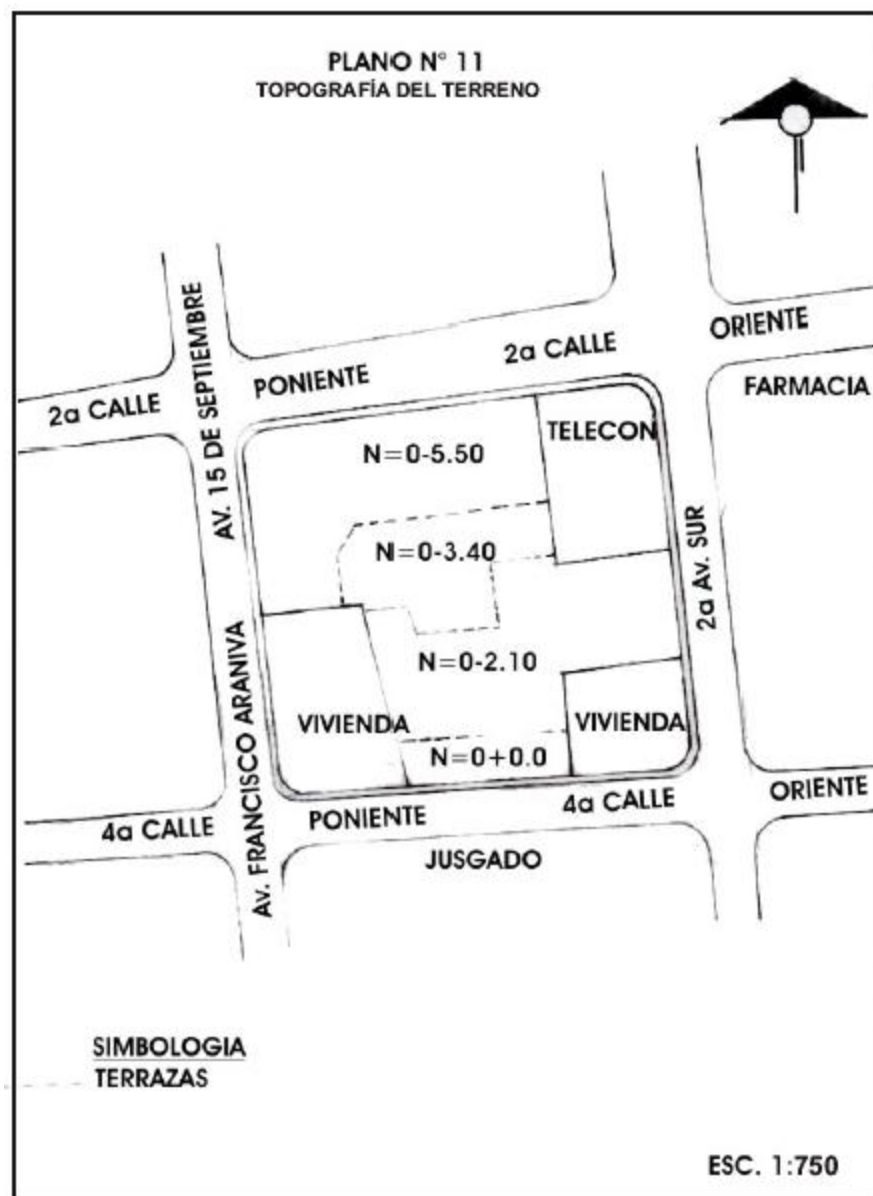 PLANO N° 11
TOPOGRAFÍA DEL TERRENO
AV. 15 DE SEPTIEMBRE
2a CALLE
PONIENTE
2a CALLE
ORIENTE
FARMACIA
TELECON
N=0-5.50
N=0-3.40
2a Av. SUR
N=0-2.10
VIVIENDA
VIVIENDA
N=0+0.0
Av. FRANCISCO ARANIVA
4a CALLE
PONIENTE
4a CALLE
ORIENTE
JUSGADO
SIMBOLOGIA
TERRAZAS
ESC. 1:750